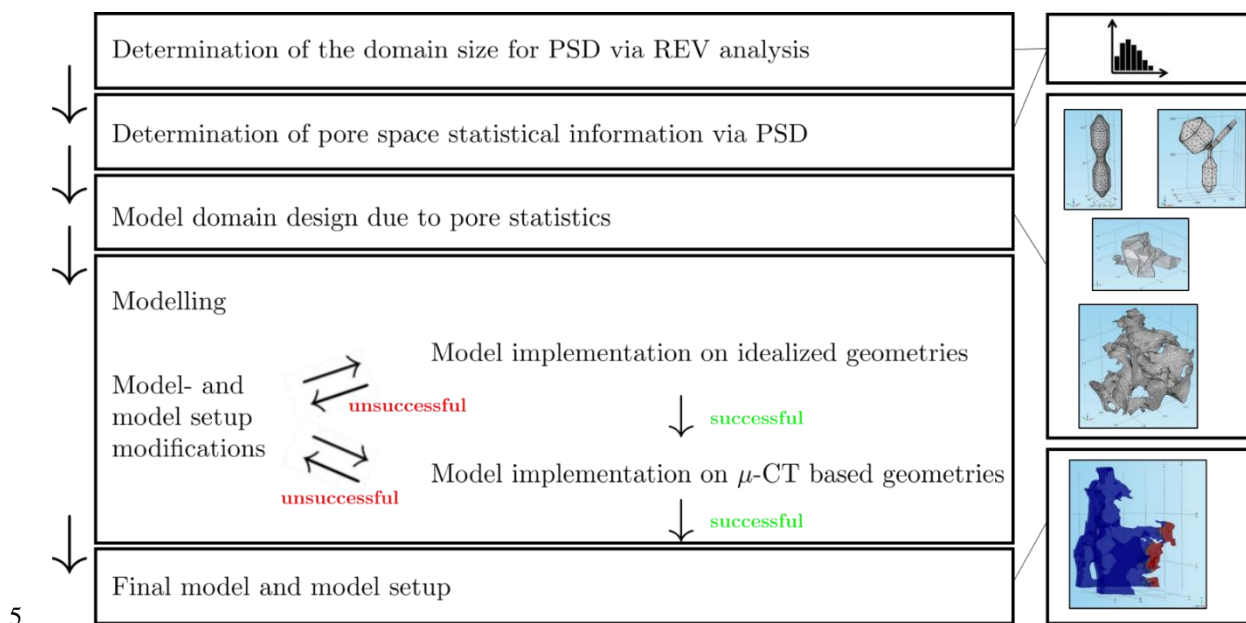 Determination of the domain size for PSD via REV analysis
Determination of pore space statistical information via PSD
Model domain design due to pore statistics
Modelling
Model implementation on idealized geometries
Model- and
model setup
modifications
unsuccessful
successful
Model implementation on μ-CT based geometries
unsuccessful
successful
Final model and model setup
5